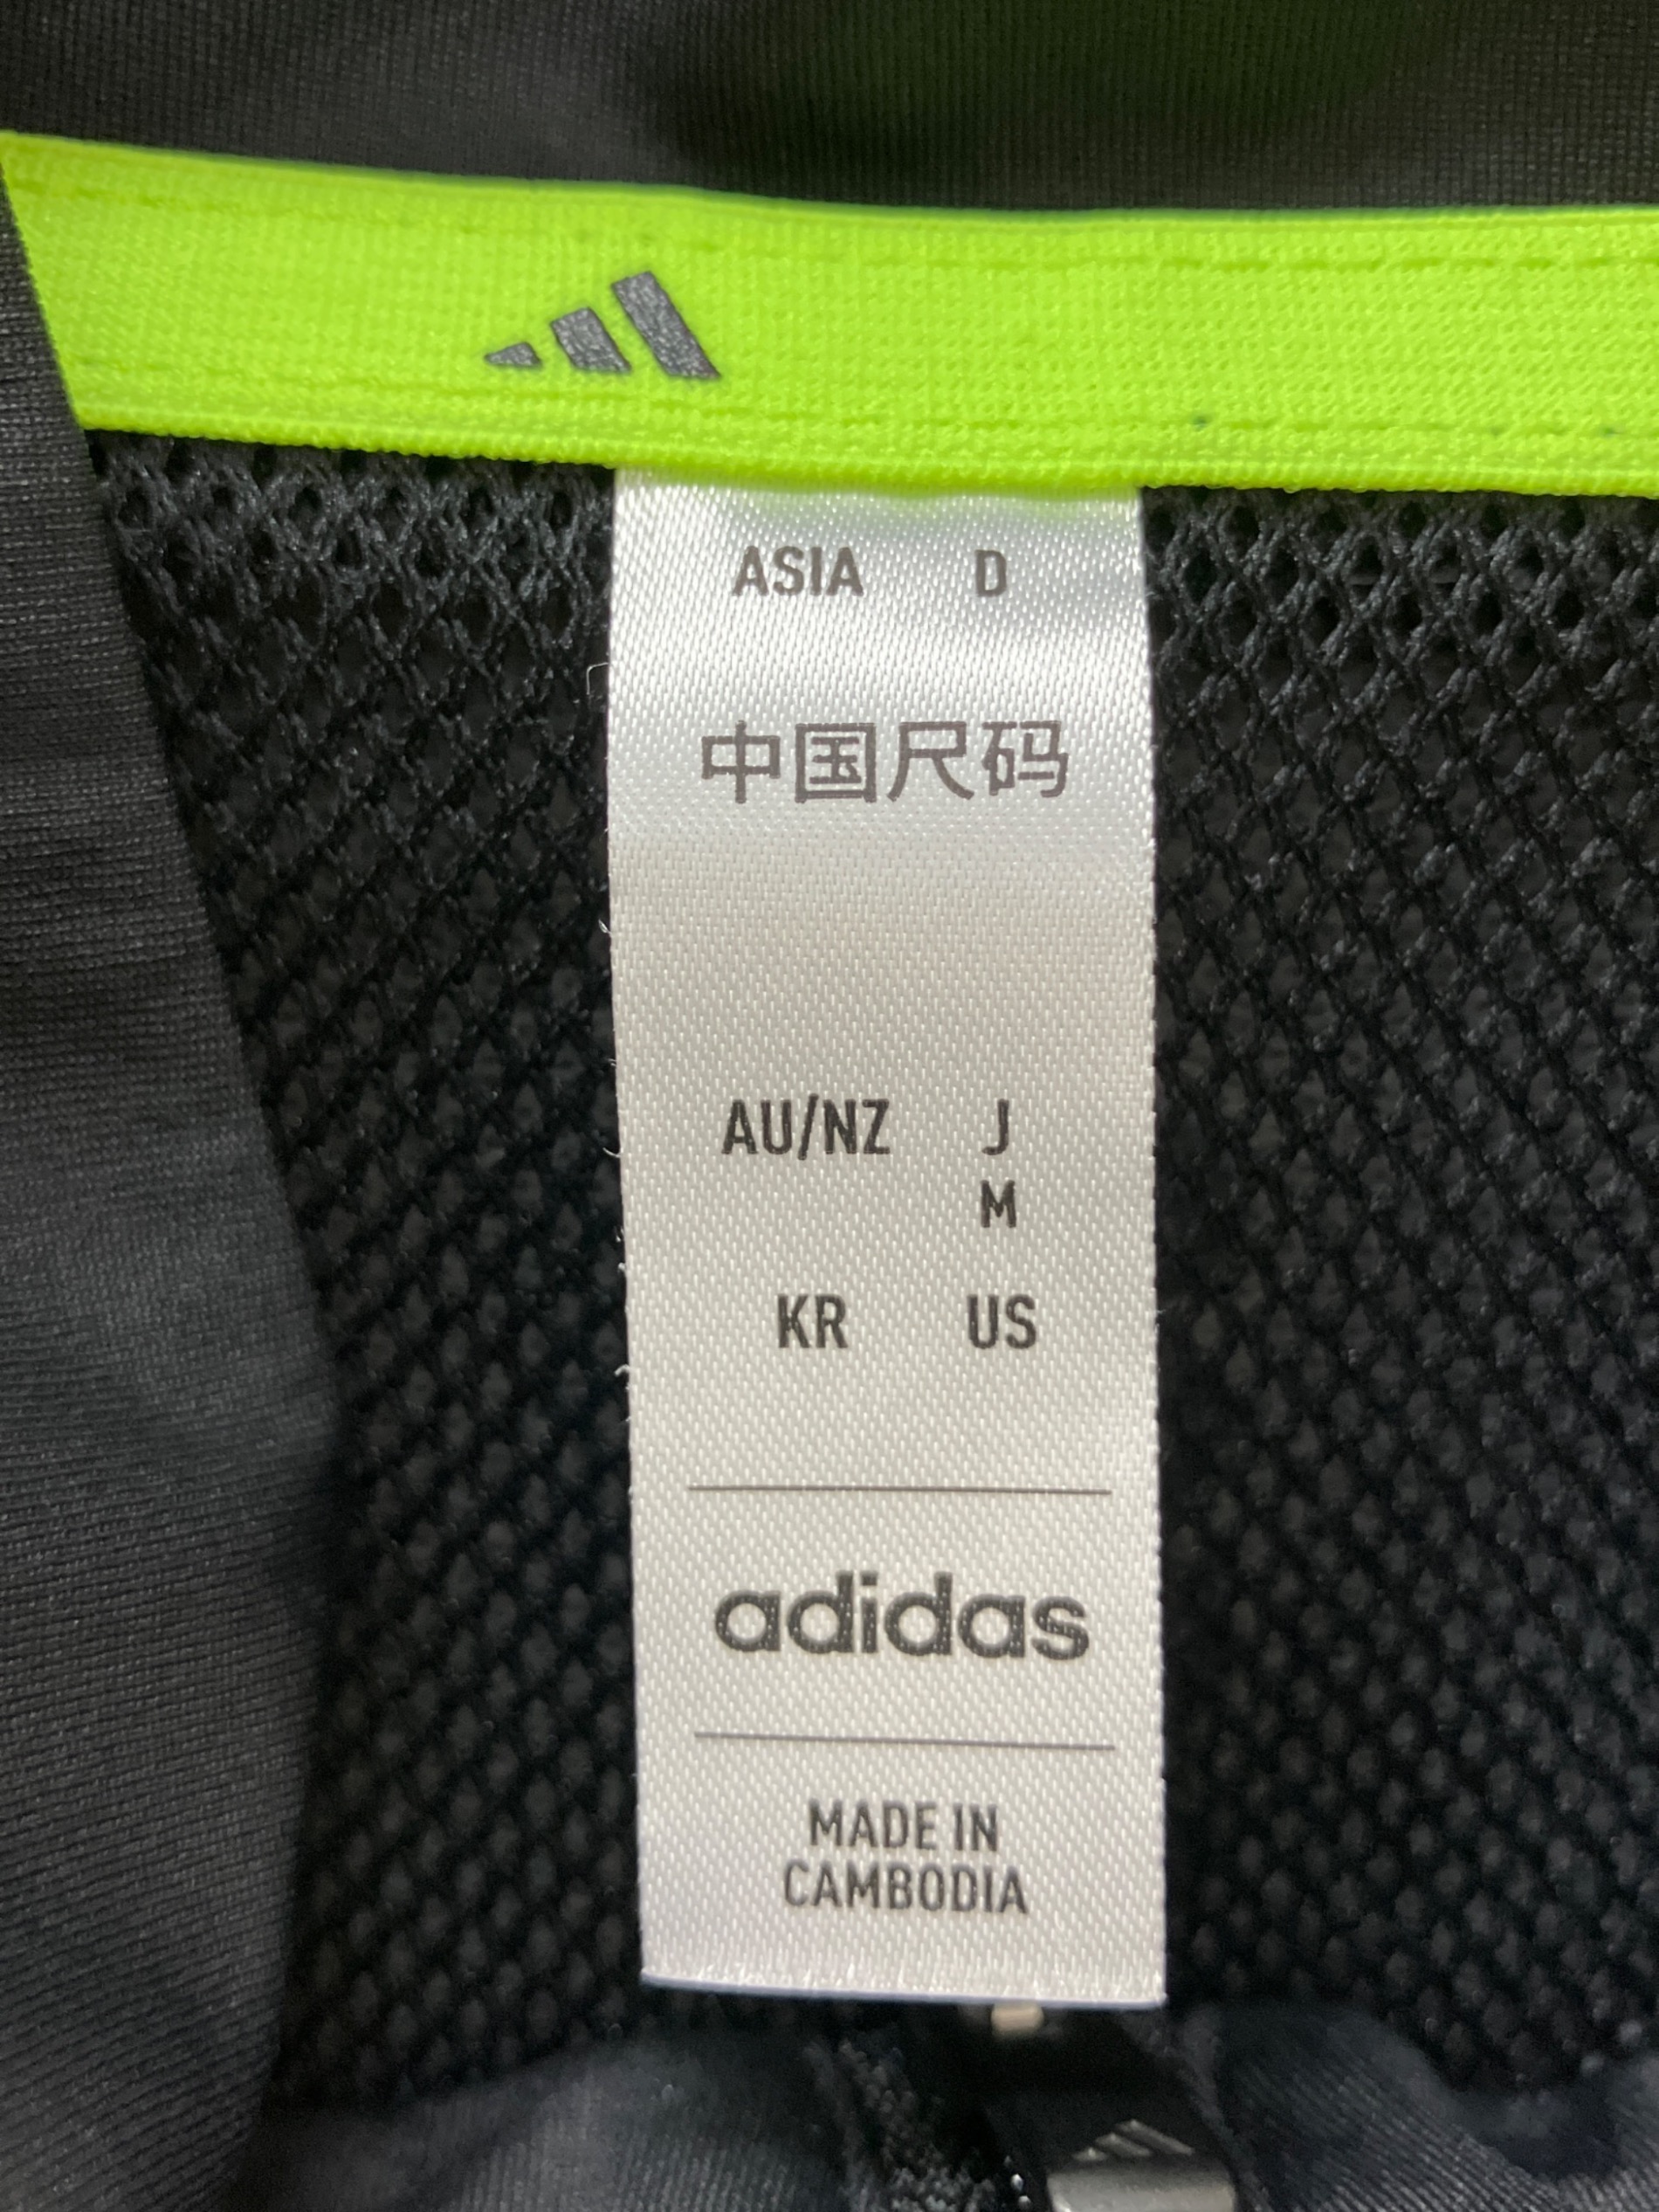 ASIA D
中国尺码
AU/NZ J
M
KR US
adidas
MADE IN
CAMBODIA